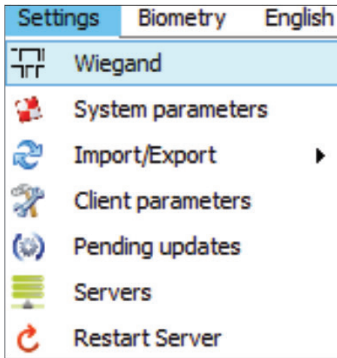 Settings Biometry English
Wiegand
System parameters
Import/Export
Client parameters
Pending updates
Servers
Restart Server